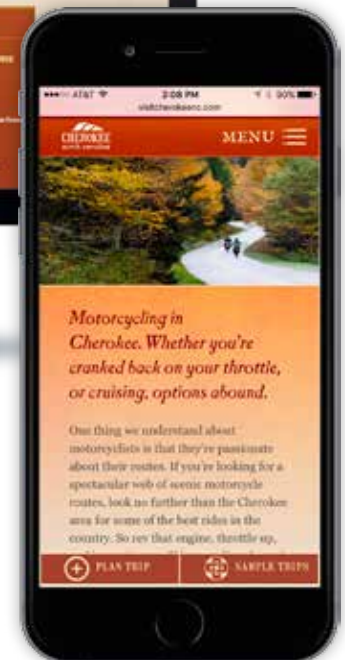 AT&T 2:08 PM 90%
visitcherokeenc.com
CHEROKEE
north carolina
MENU
Motorcycling in
Cherokee. Whether you're
cranked back on your throttle,
or cruising, options abound.
One thing we understand about
motorcyclists is that they're passionate
about their routes. If you're looking for a
spectacular web of scenic motorcycle
routes, look no further than the Cherokee
area for some of the best rides in the
country. So rev that engine, throttle up,
PLAN TRIP
SAMPLE TRIPS